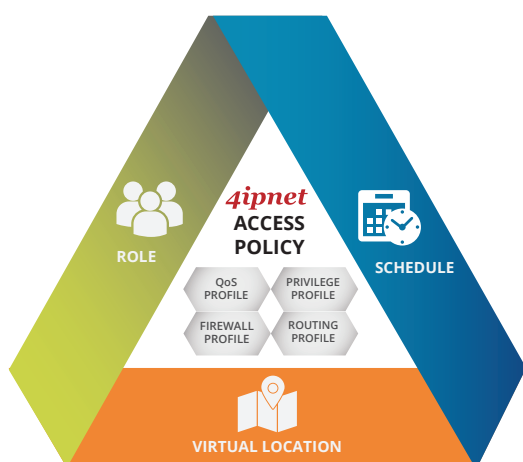 4ipnet
ACCESS
POLICY
ROLE
SCHEDULE
QoS
PROFILE
PRIVILEGE
PROFILE
FIREWALL
PROFILE
ROUTING
PROFILE
VIRTUAL LOCATION